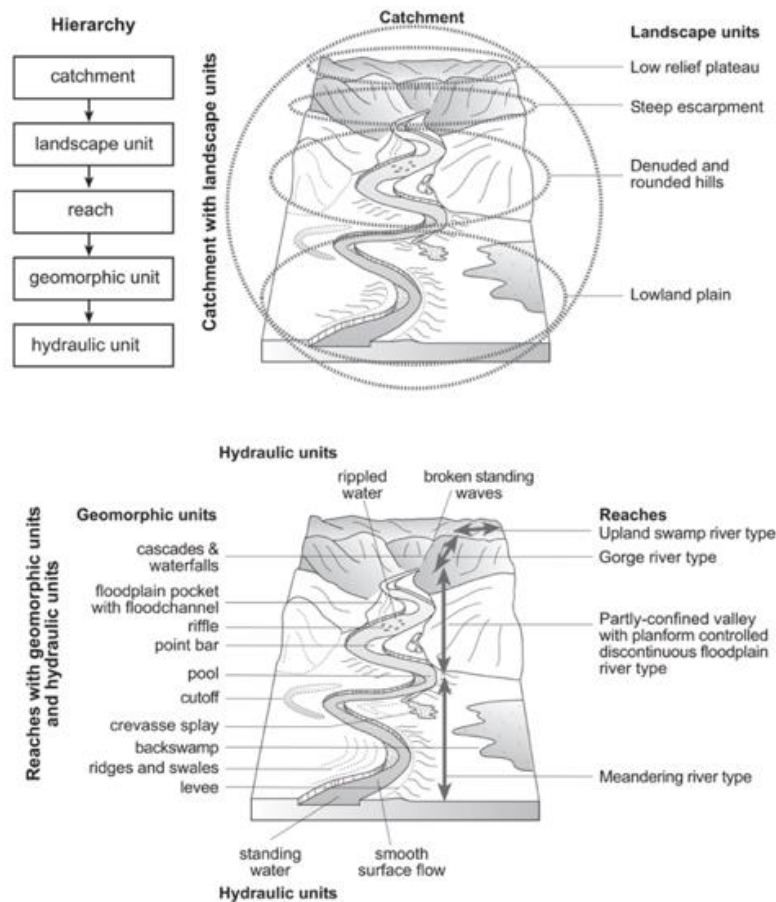 Hierarchy
catchment
landscape unit
reach
geomorphic unit
hydraulic unit
Catchment with landscape units
Catchment
Landscape units
Low relief plateau
Steep escarpment
Denuded and
rounded hills
Lowland plain
Hydraulic units
rippled
water
broken standing
waves
Reaches with geomorphic units
and hydraulic units
Geomorphic units
cascades &
waterfalls
floodplain pocket
with floodchannel
riffle
point bar
pool
cutoff
crevasse splay
backswamp
ridges and swales
levee
Reaches
Upland swamp river type
Gorge river type
Partly-confined valley
with planform controlled
discontinuous floodplain
river type
Meandering river type
standing
water
smooth
surface flow
Hydraulic units